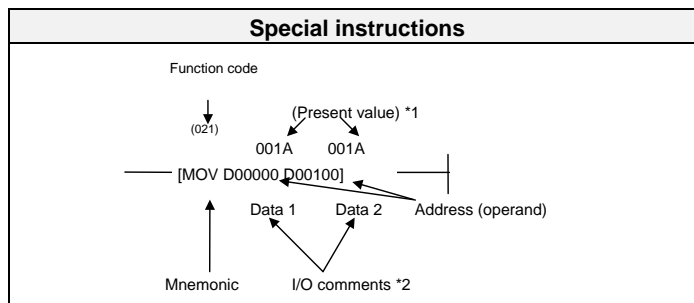 Special instructions
Function code
(Present value) *1
(021)
001A 001A
[MOV D00000 D00100]
Data 1 Data 2 Address (operand)
Mnemonic I/O comments *2